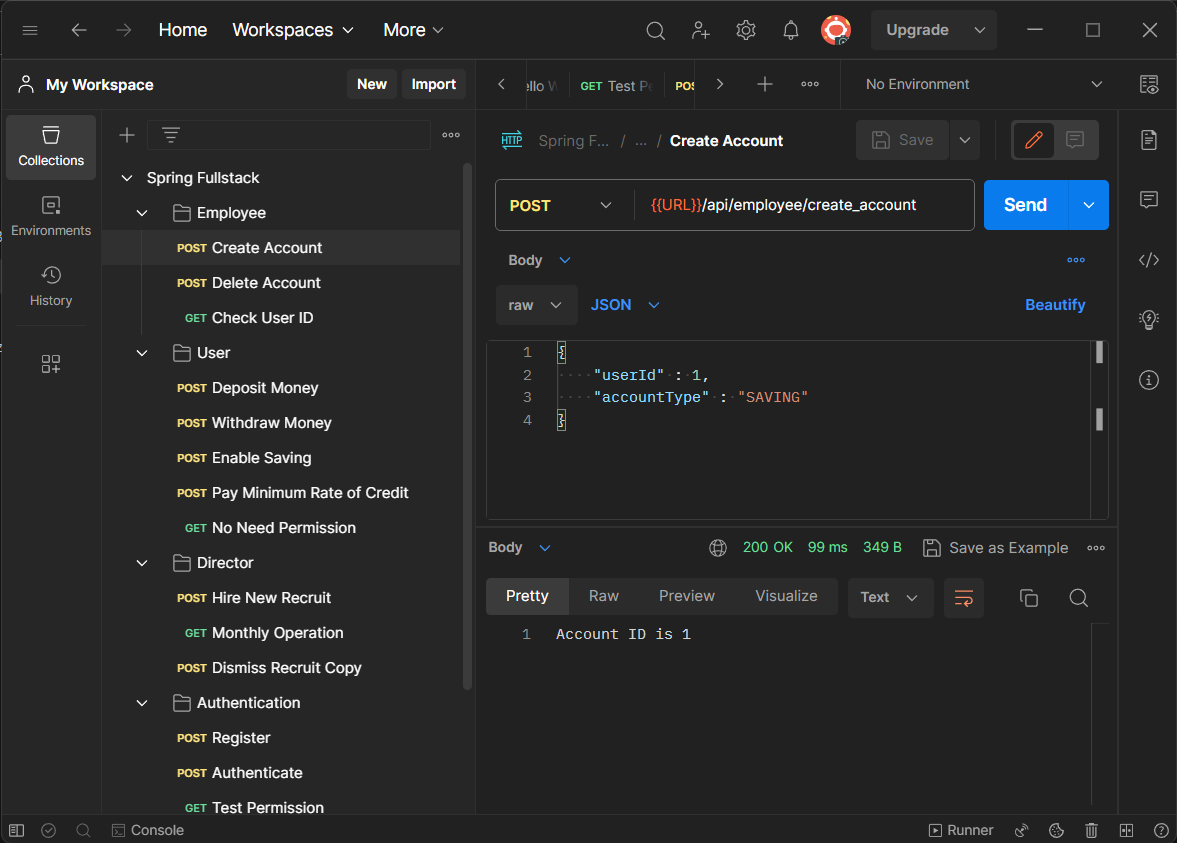 Home Workspaces More Upgrade
My Workspace New Import
GET Test Pe
No Environment
Collections
Environments
History
Spring Fullstack
Employee
POST Create Account
POST Delete Account
GET Check User ID
User
POST Deposit Money
POST Withdraw Money
POST Enable Saving
POST Pay Minimum Rate of Credit
GET No Need Permission
Director
POST Hire New Recruit
GET Monthly Operation
POST Dismiss Recruit Copy
Authentication
POST Register
POST Authenticate
GET Test Permission
HTTP Spring F... / ... / Create Account Save
POST {{URL}}/api/employee/create_account Send
Body
raw JSON Beautify
1 {
2 "userId" : 1,
3 "accountType" : "SAVING"
4 }
Body 200 OK 99 ms 349 B Save as Example
Pretty Raw Preview Visualize Text
1 Account ID is 1
Console Runner